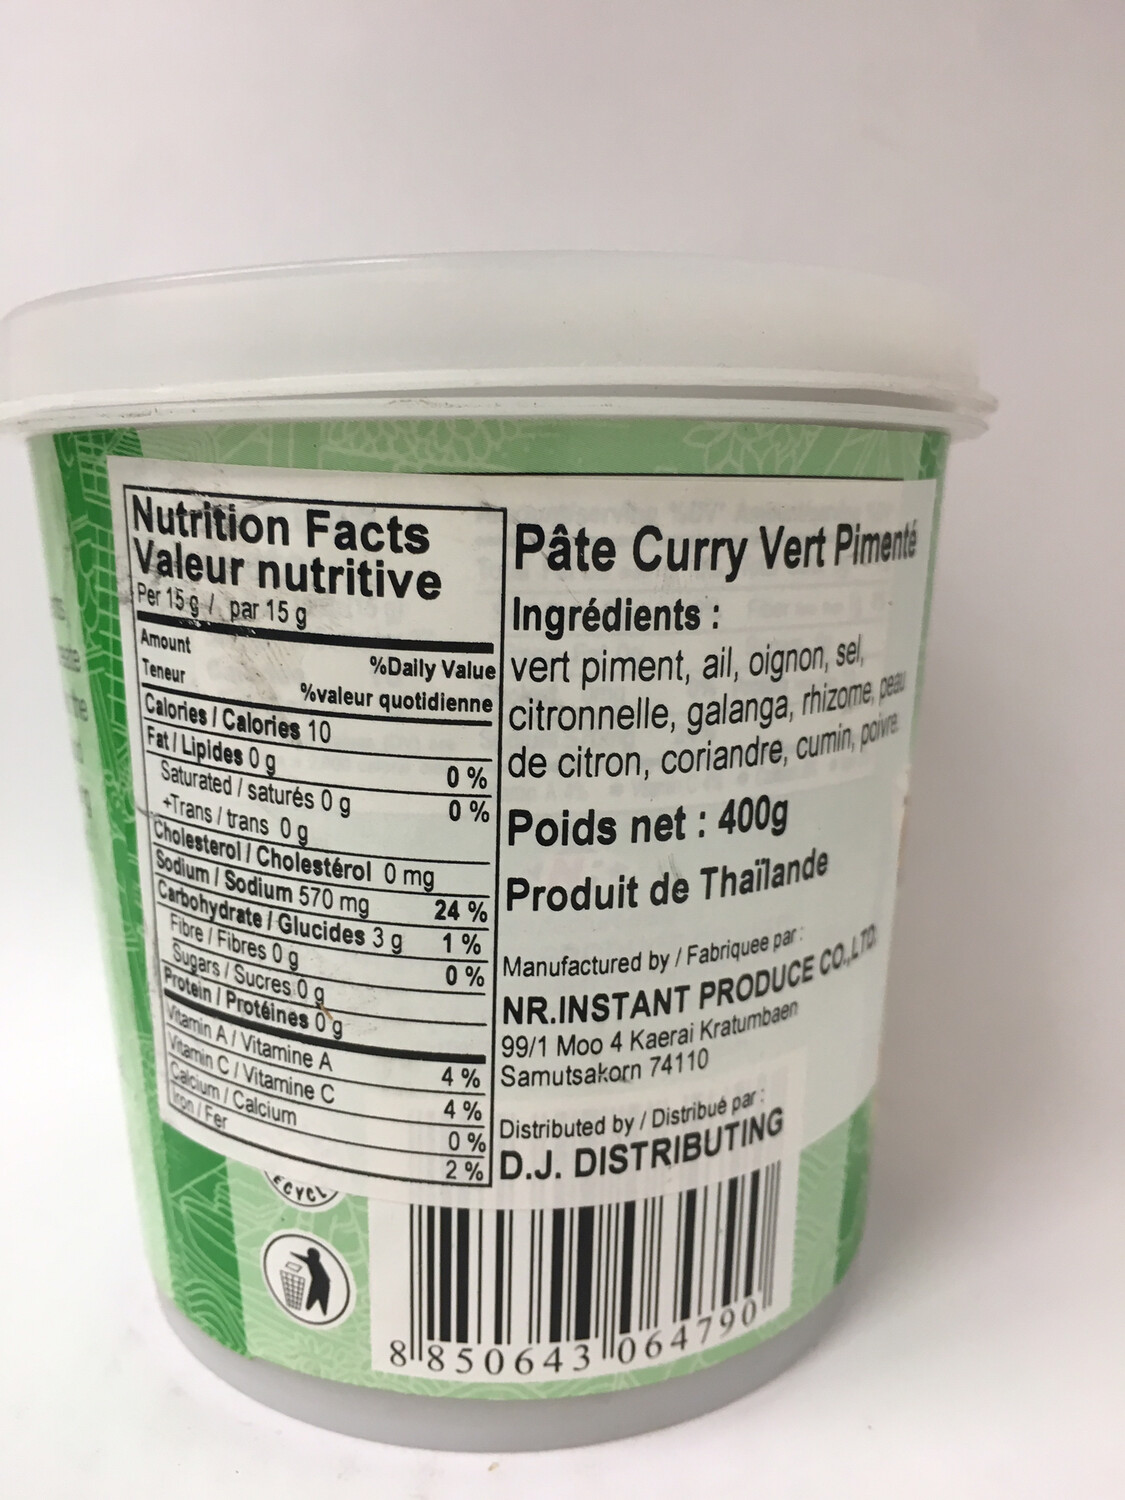 Nutrition Facts
Valeur nutritive
Per 15 g / par 15 g
Amount
%Daily Value
Teneur
%valeur quotidienne
Calories / Calories 10
Fat / Lipides 0 g 0 %
Saturated / saturés 0 g 0 %
+Trans / trans 0 g
Cholesterol / Cholestérol 0 mg
Sodium / Sodium 570 mg 24 %
Carbohydrate / Glucides 3 g 1 %
Fibre / Fibres 0 g 0 %
Sugars / Sucres 0 g
Protein / Protéines 0 g
Vitamin A / Vitamine A 4 %
Vitamin C / Vitamine C 4 %
Calcium / Calcium 0 %
Iron / Fer 2 %
Pâte Curry Vert Pimenté
Ingrédients :
vert piment, ail, oignon, sel,
citronnelle, galanga, rhizome, peau
de citron, coriandre, cumin, poivre.
Poids net : 400g
Produit de Thaïlande
Manufactured by / Fabriquee par :
NR.INSTANT PRODUCE CO.,LTD.
99/1 Moo 4 Kaerai Kratumbaen
Samutsakorn 74110
Distributed by / Distribué par :
D.J. DISTRIBUTING
8 850643 064790